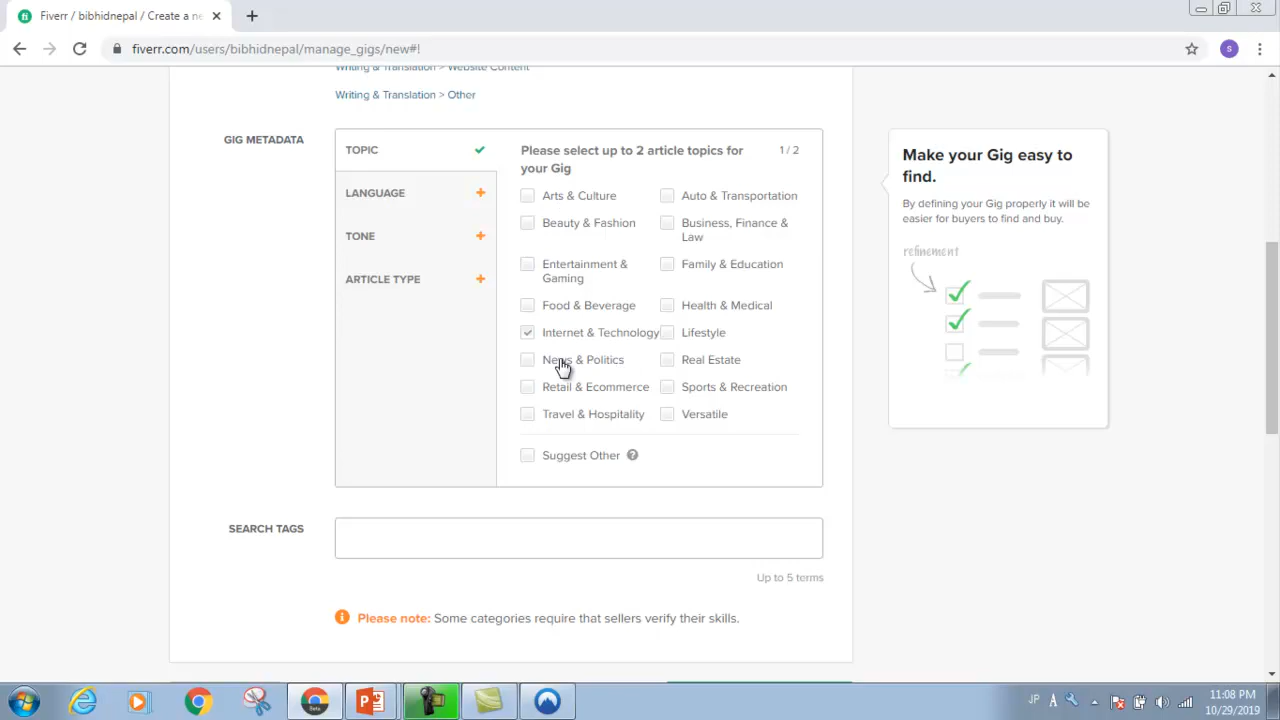 Fiverr / bibhidnepal / Create a ne
fiverr.com/users/bibhidnepal/manage_gigs/new#!
S
Writing & Translation > Website Content
Writing & Translation > Other
GIG METADATA
TOPIC
LANGUAGE
TONE
ARTICLE TYPE
Please select up to 2 article topics for
your Gig
1 / 2
Arts & Culture
Auto & Transportation
Beauty & Fashion
Business, Finance &
Law
Entertainment &
Gaming
Family & Education
Food & Beverage
Health & Medical
Internet & Technology
Lifestyle
News & Politics
Real Estate
Retail & Ecommerce
Sports & Recreation
Travel & Hospitality
Versatile
Suggest Other
SEARCH TAGS
Up to 5 terms
Please note: Some categories require that sellers verify their skills.
Make your Gig easy to
find.
By defining your Gig properly it will be
easier for buyers to find and buy.
refinement
JP
A
11:08 PM
10/29/2019